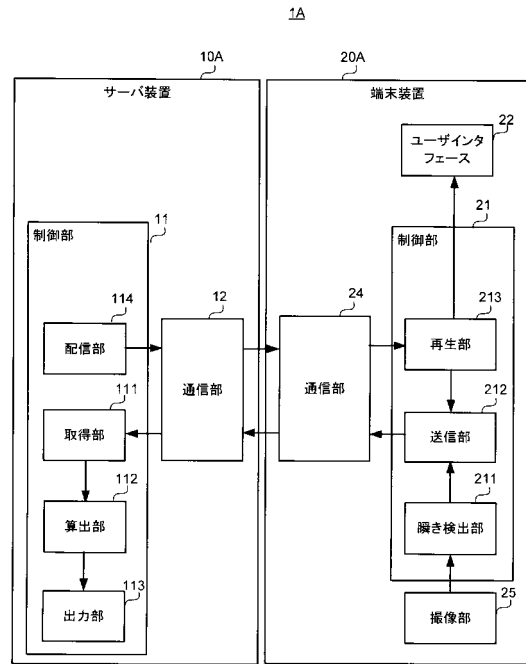 1A
10A
サーバ装置
20A
端末装置
ユーザインタ
フェース
22
21
制御部
11
制御部
114
配信部
12
通信部
24
通信部
213
再生部
111
取得部
212
送信部
112
算出部
211
瞬き検出部
113
出力部
撮像部
25